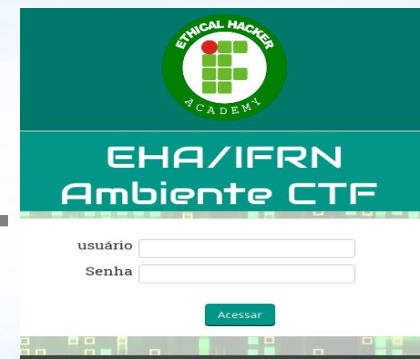 ETHICAL HACKER
ACADEMY
EHA/IFRN
Ambiente CTF
usuário
Senha
Acessar